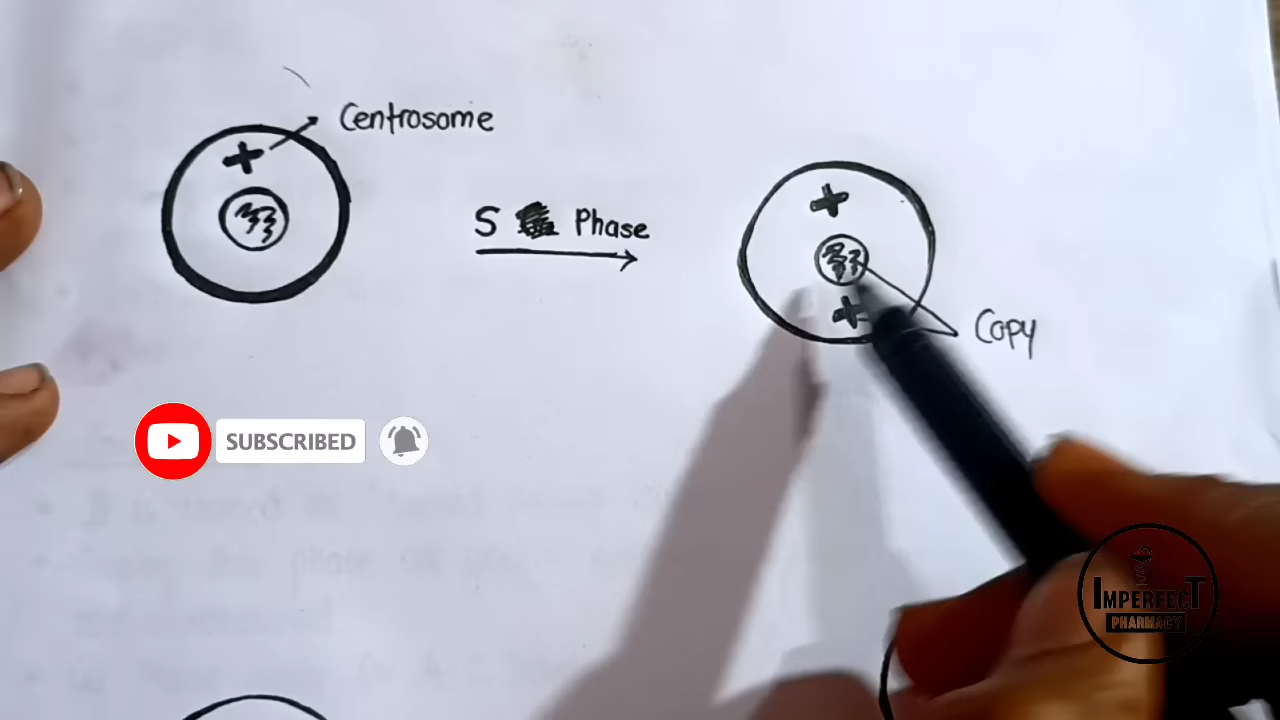 Centrosome
S Phase
Copy
SUBSCRIBED
IMPERFECT
PHARMACY